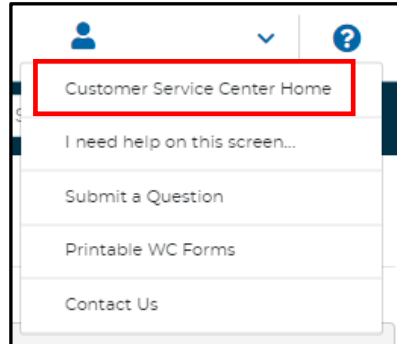 Customer Service Center Home
I need help on this screen...
Submit a Question
Printable WC Forms
Contact Us